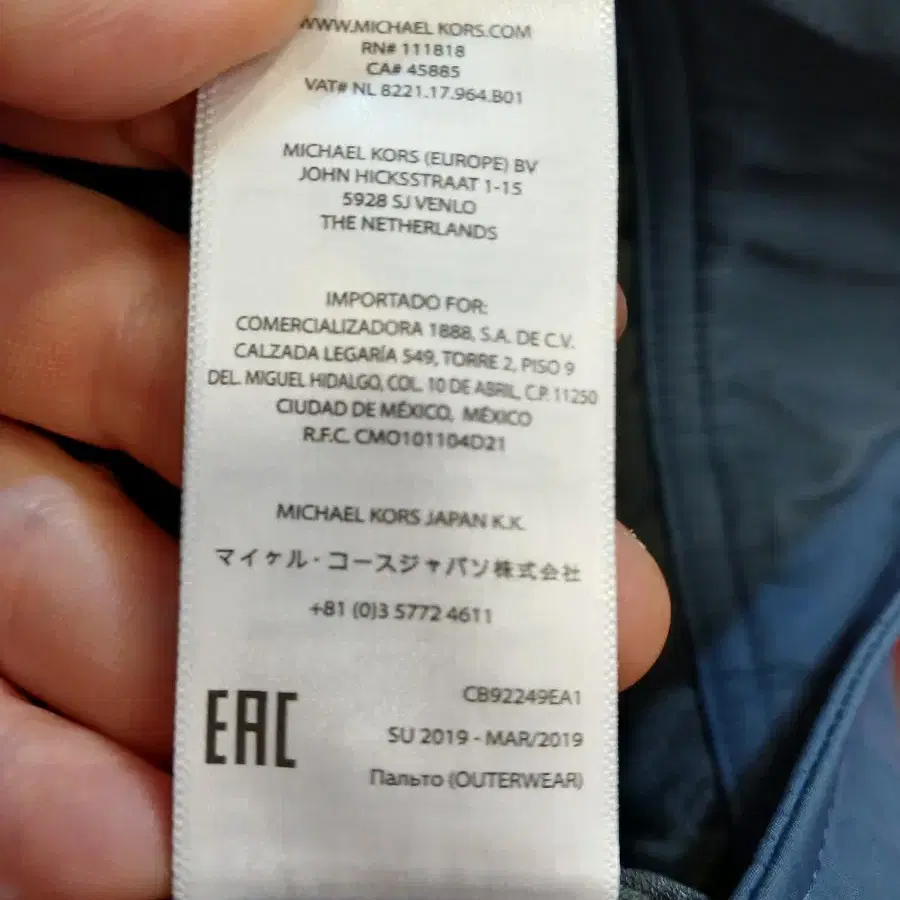 WWW.MICHAEL KORS.COM
RN# 111818
CA# 45885
VAT# NL 8221.17.964.B01
MICHAEL KORS (EUROPE) BV
JOHN HICKSSTRAAT 1-15
5928 SJ VENLO
THE NETHERLANDS
IMPORTADO FOR:
COMERCIALIZADORA 1888, S.A. DE C.V.
CALZADA LEGARÍA 549, TORRE 2, PISO 9
DEL. MIGUEL HIDALGO, COL. 10 DE ABRIL, C.P. 11250
CIUDAD DE MÉXICO, MÉXICO
R.F.C. CMO101104D21
MICHAEL KORS JAPAN K.K.
マイケル・コースジャパン株式会社
+81 (0)3 5772 4611
EAC
CB92249EA1
SU 2019 - MAR/2019
Пальто (OUTERWEAR)